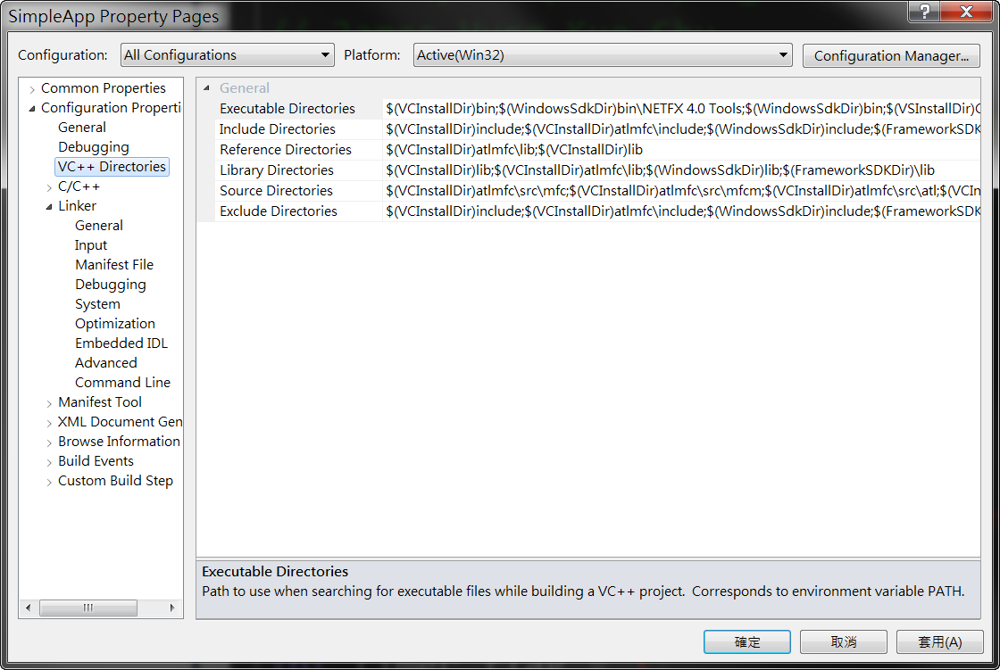 SimpleApp Property Pages
Configuration: All Configurations Platform: Active(Win32) Configuration Manager...
Common Properties
Configuration Properti
General
Debugging
VC++ Directories
C/C++
Linker
General
Input
Manifest File
Debugging
System
Optimization
Embedded IDL
Advanced
Command Line
Manifest Tool
XML Document Gen
Browse Information
Build Events
Custom Build Step
General
Executable Directories $(VCInstallDir)bin;$(WindowsSdkDir)bin\NETFX 4.0 Tools;$(WindowsSdkDir)bin;$(VSInstallDir)C
Include Directories $(VCInstallDir)include;$(VCInstallDir)atlmfc\include;$(WindowsSdkDir)include;$(FrameworkSDK
Reference Directories $(VCInstallDir)atlmfc\lib;$(VCInstallDir)lib
Library Directories $(VCInstallDir)lib;$(VCInstallDir)atlmfc\lib;$(WindowsSdkDir)lib;$(FrameworkSDKDir)\lib
Source Directories $(VCInstallDir)atlmfc\src\mfc;$(VCInstallDir)atlmfc\src\mfcm;$(VCInstallDir)atlmfc\src\atl;$(VCIn
Exclude Directories $(VCInstallDir)include;$(VCInstallDir)atlmfc\include;$(WindowsSdkDir)include;$(FrameworkSDK
Executable Directories
Path to use when searching for executable files while building a VC++ project.  Corresponds to environment variable PATH.
確定 取消 套用(A)